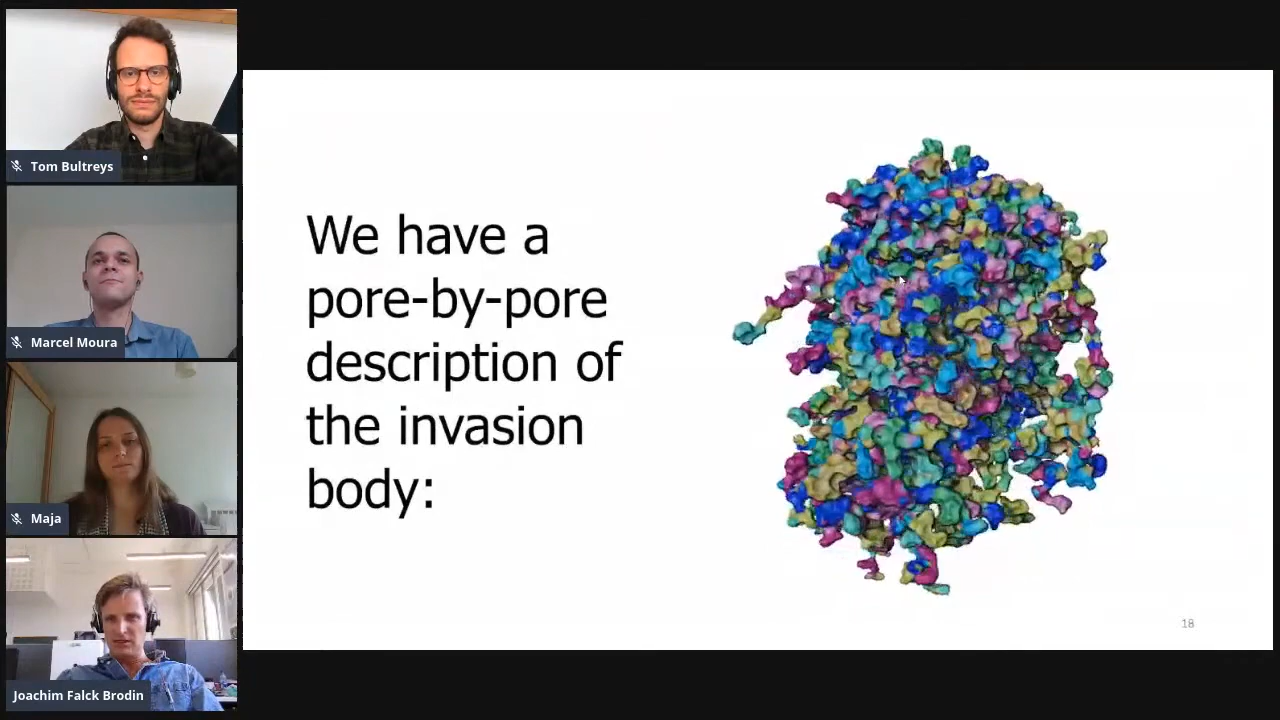 Tom Bultreys
Marcel Moura
Maja
Joachim Falck Brodin
We have a
pore-by-pore
description of
the invasion
body:
18